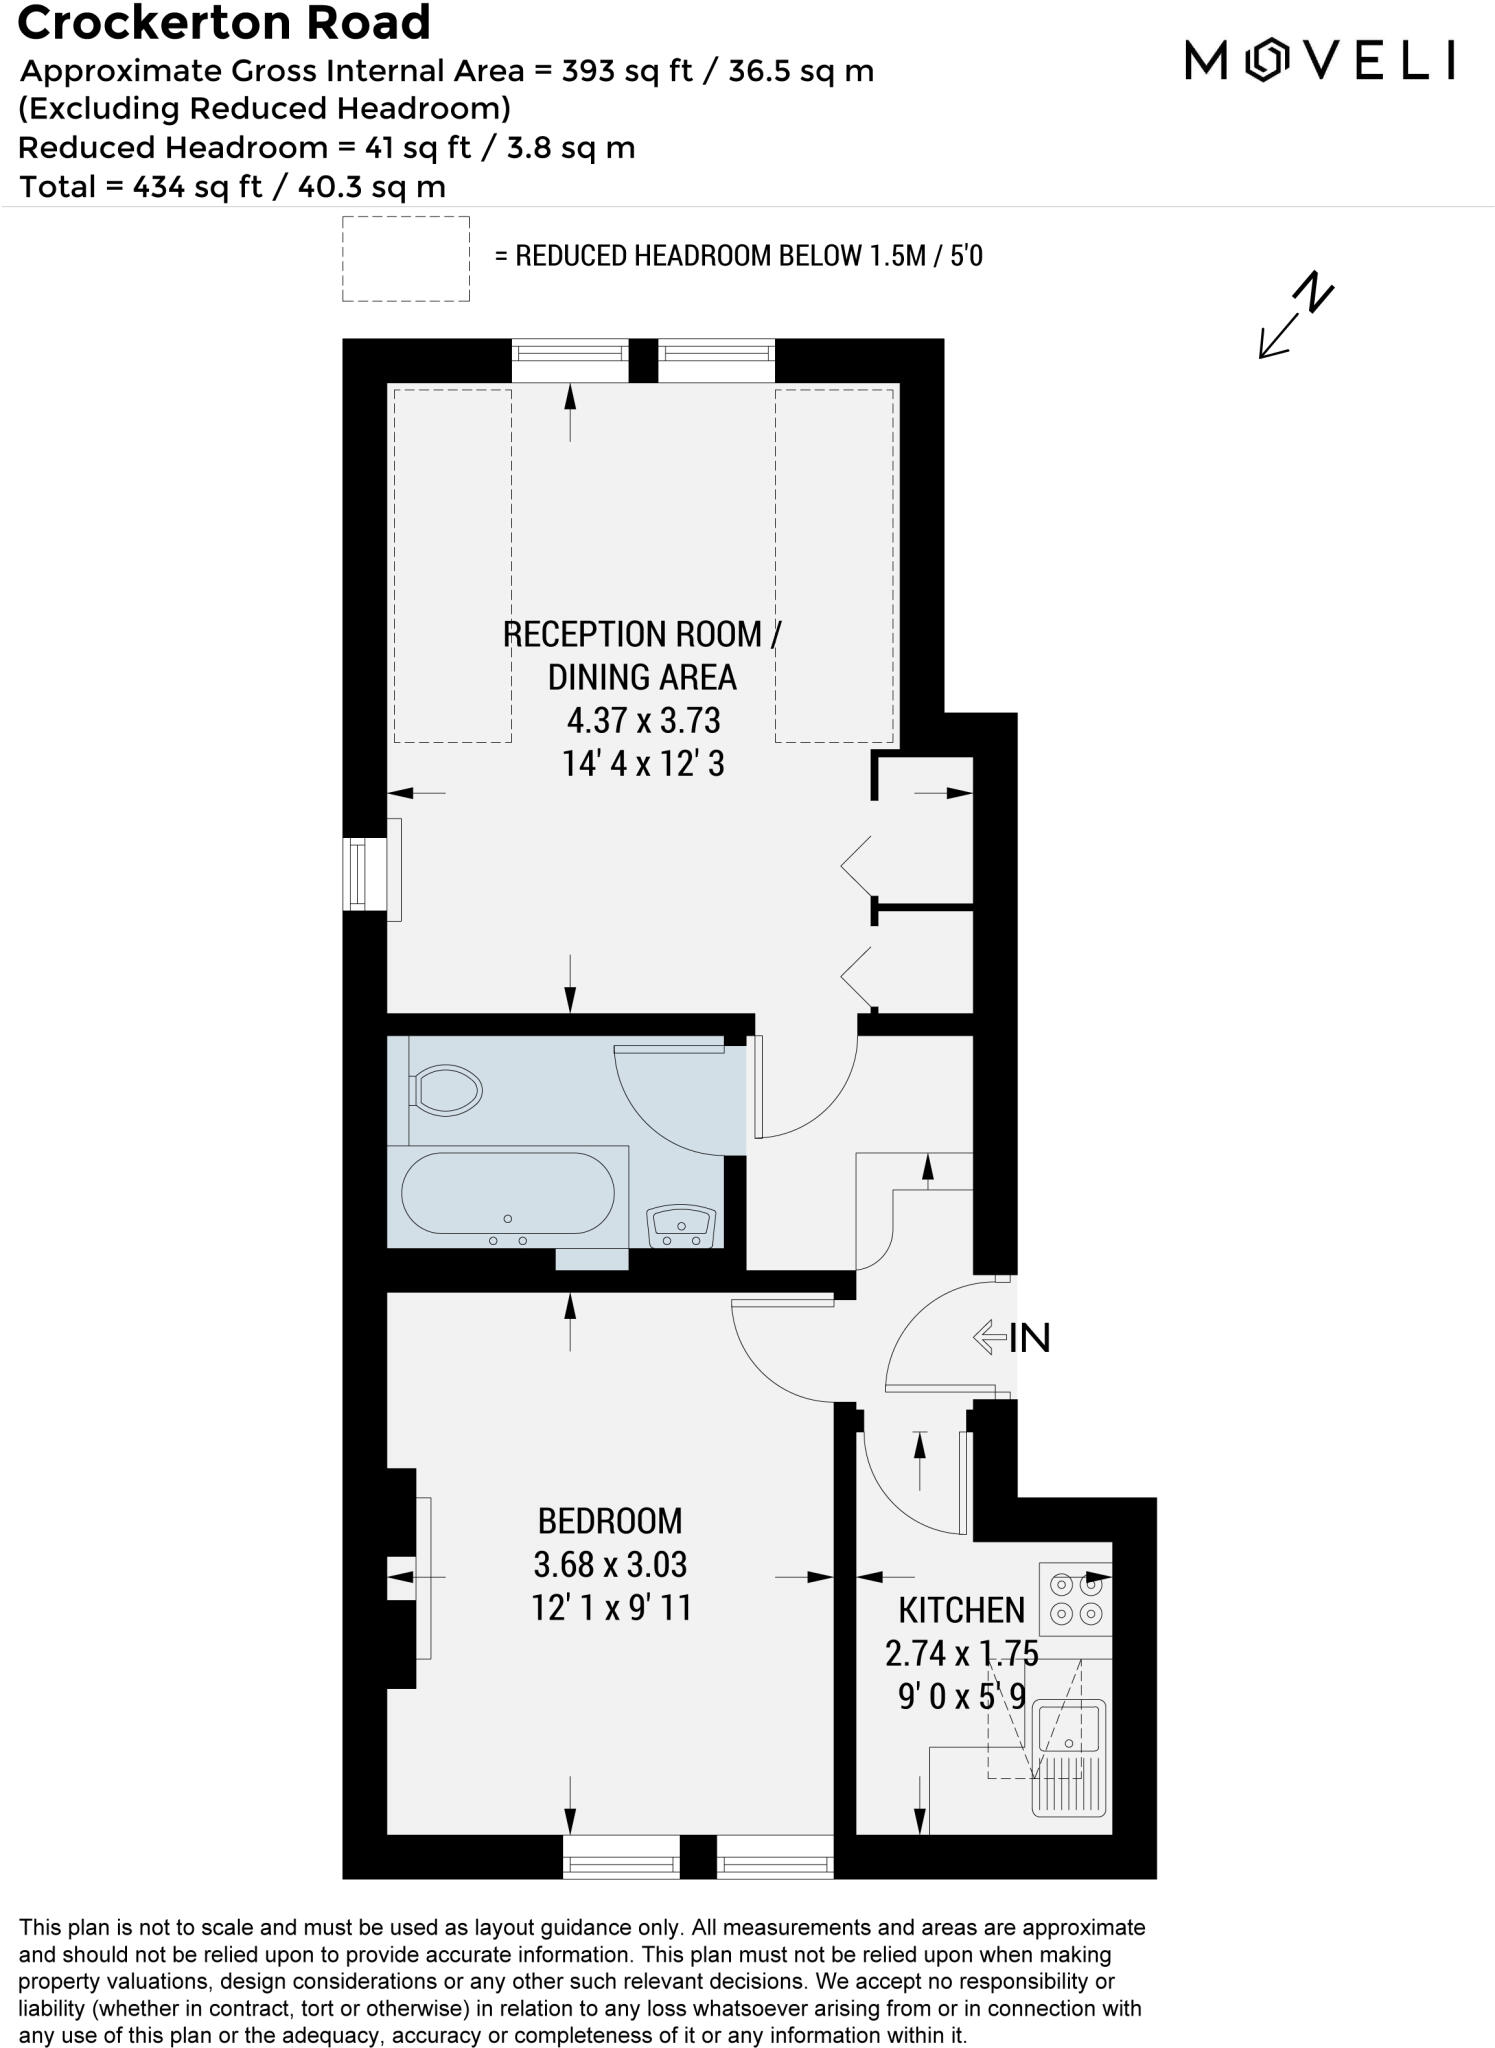 Crockerton Road
Approximate Gross Internal Area = 393 sq ft / 36.5 sq m
(Excluding Reduced Headroom)
Reduced Headroom = 41 sq ft / 3.8 sq m
Total = 434 sq ft / 40.3 sq m
MOVELI
= REDUCED HEADROOM BELOW 1.5M / 5'0
N
RECEPTION ROOM /
DINING AREA
4.37 x 3.73
14' 4 x 12' 3
IN
BEDROOM
3.68 x 3.03
12' 1 x 9' 11
KITCHEN
2.74 x 1.75
9' 0 x 5' 9
This plan is not to scale and must be used as layout guidance only. All measurements and areas are approximate
and should not be relied upon to provide accurate information. This plan must not be relied upon when making
property valuations, design considerations or any other such relevant decisions. We accept no responsibility or
liability (whether in contract, tort or otherwise) in relation to any loss whatsoever arising from or in connection with
any use of this plan or the adequacy, accuracy or completeness of it or any information within it.